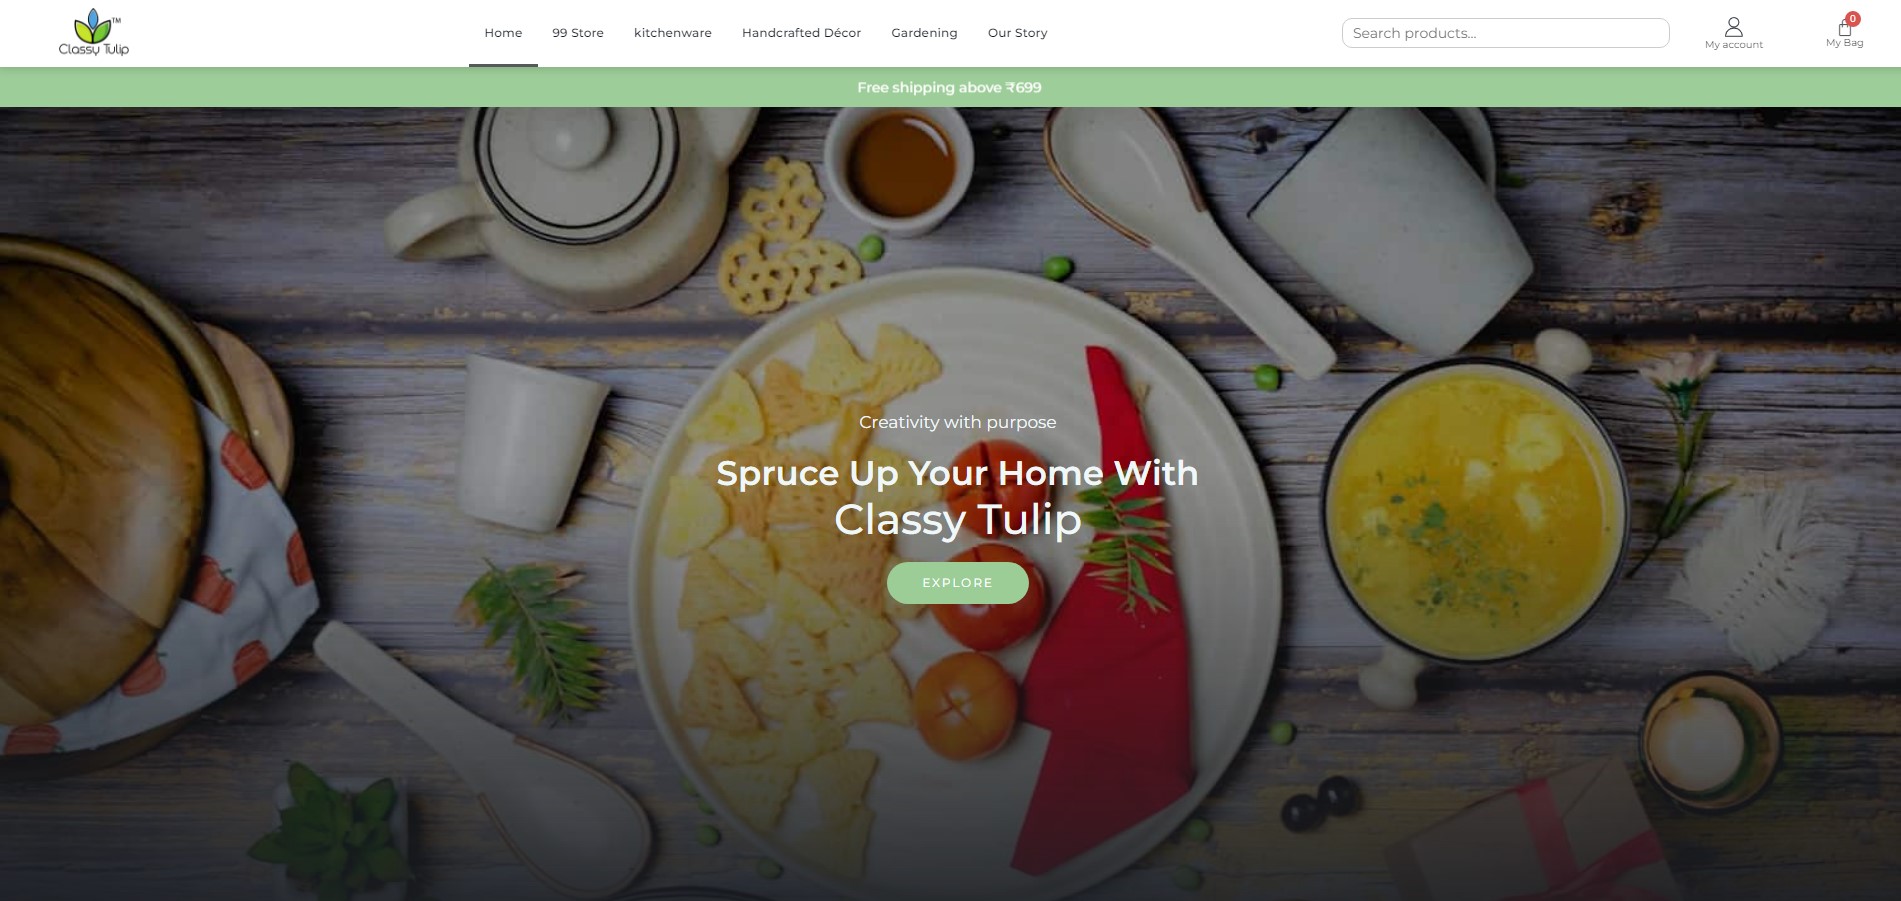 Classy Tulip™
Home
99 Store
kitchenware
Handcrafted Décor
Gardening
Our Story
Search products...
My account
0
My Bag
Free shipping above ₹699
Creativity with purpose
Spruce Up Your Home With
Classy Tulip
EXPLORE